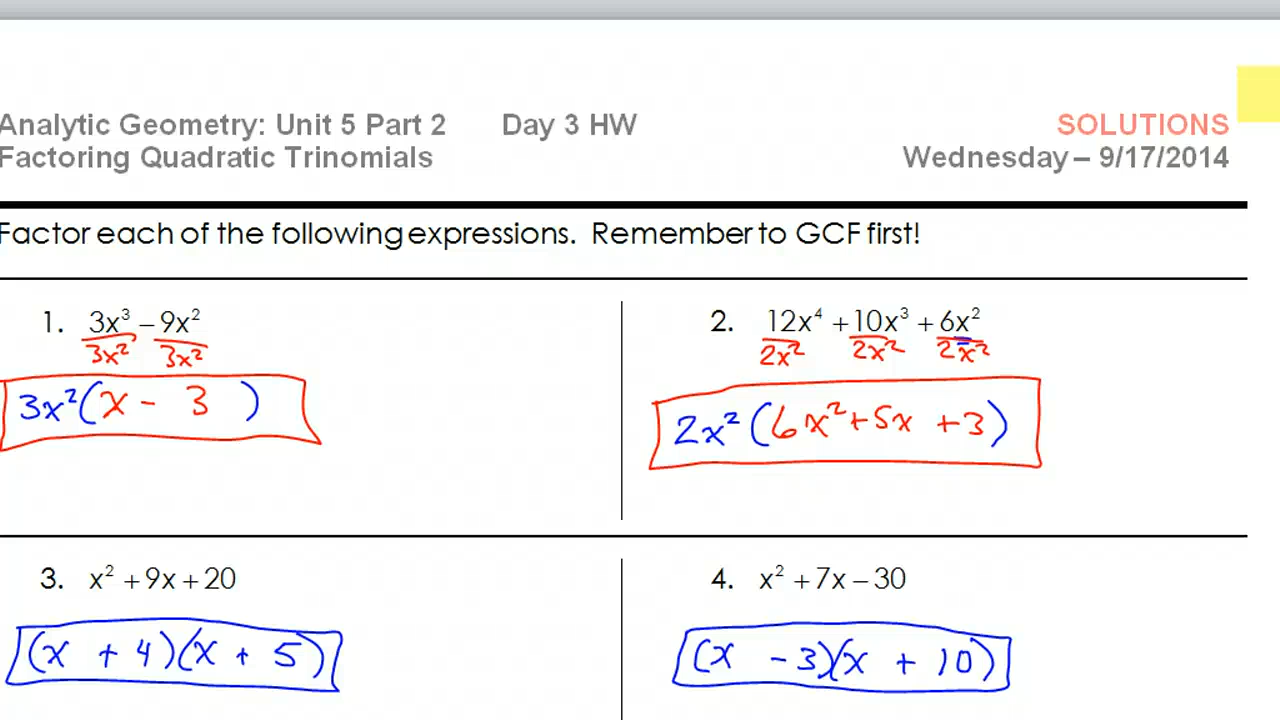 Analytic Geometry: Unit 5 Part 2 Day 3 HW SOLUTIONS
Factoring Quadratic Trinomials Wednesday – 9/17/2014
Factor each of the following expressions. Remember to GCF first!
1. 3x³ – 9x² 2. 12x⁴ + 10x³ + 6x²
3x² 3x² 2x² 2x² 2x²
3x²(x - 3 ) 2x²(6x² + 5x + 3)
3. x² + 9x + 20 4. x² + 7x – 30
(x + 4)(x + 5) (x - 3)(x + 10)